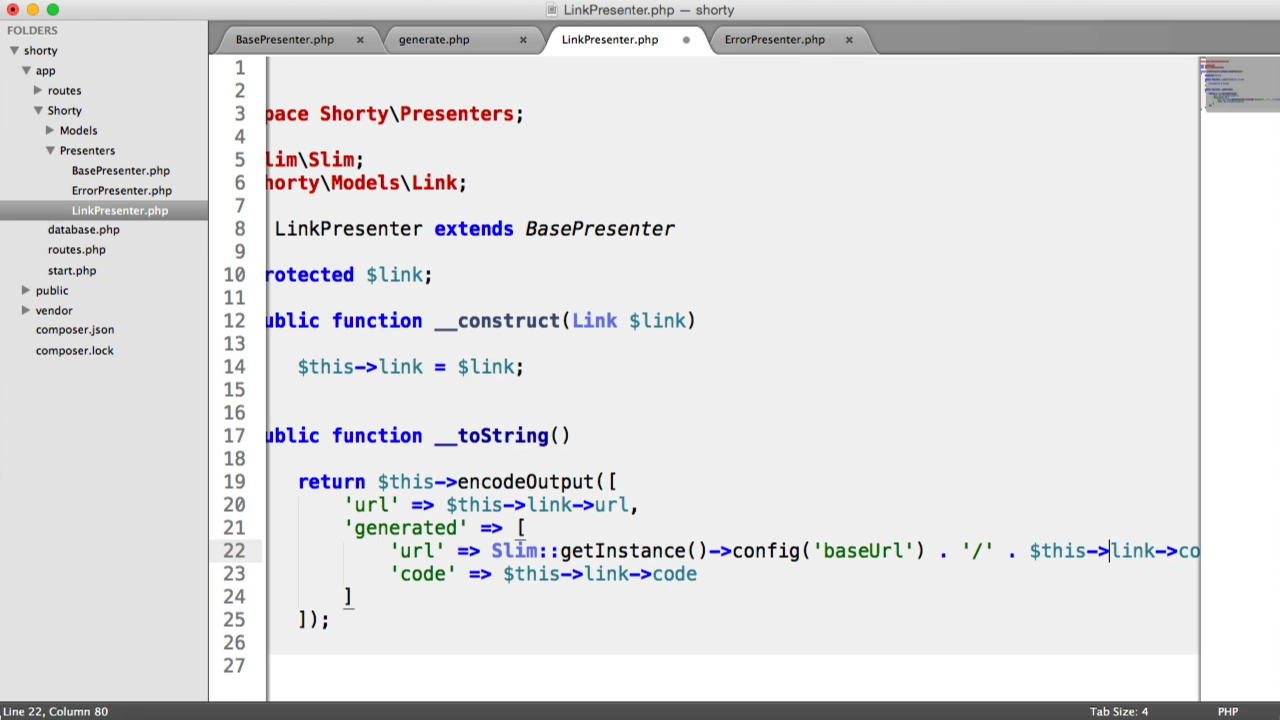 LinkPresenter.php — shorty
FOLDERS
shorty
app
routes
Shorty
Models
Presenters
BasePresenter.php
ErrorPresenter.php
LinkPresenter.php
database.php
routes.php
start.php
public
vendor
composer.json
composer.lock
BasePresenter.php × generate.php × LinkPresenter.php ErrorPresenter.php ×
1
2
3 pace Shorty\Presenters;
4
5 lim\Slim;
6 horty\Models\Link;
7
8 LinkPresenter extends BasePresenter
9
10 rotected $link;
11
12 ublic function __construct(Link $link)
13
14 $this->link = $link;
15
16
17 ublic function __toString()
18
19 return $this->encodeOutput([
20 'url' => $this->link->url,
21 'generated' => [
22 'url' => Slim::getInstance()->config('baseUrl') . '/' . $this->link->co
23 'code' => $this->link->code
24 ]
25 ]);
26
27
Line 22, Column 80 Tab Size: 4 PHP